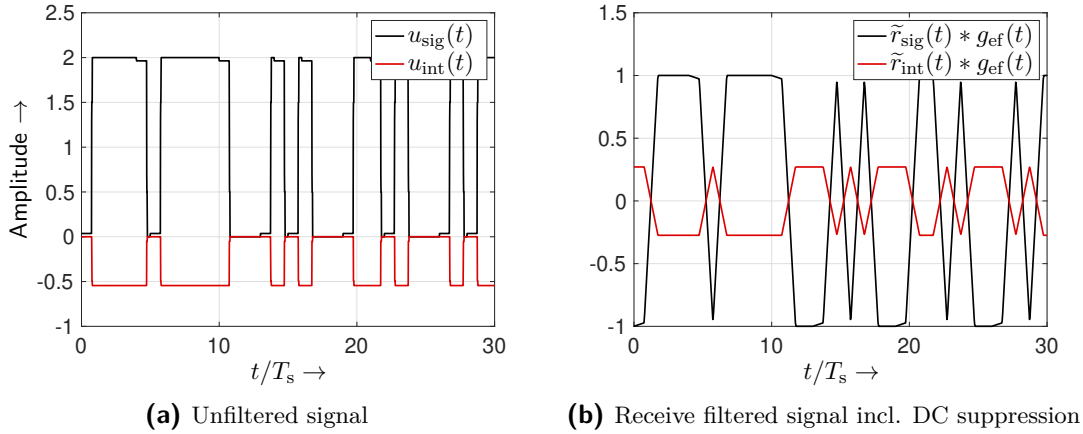 2.5
2
1.5
1
0.5
0
-0.5
-1
Amplitude →
0 10 20 30
t/Tₛ →
u_sig(t)
u_int(t)
(a) Unfiltered signal
1.5
1
0.5
0
-0.5
-1
0 10 20 30
t/Tₛ →
r̃_sig(t) ∗ g_ef(t)
r̃_int(t) ∗ g_ef(t)
(b) Receive filtered signal incl. DC suppression